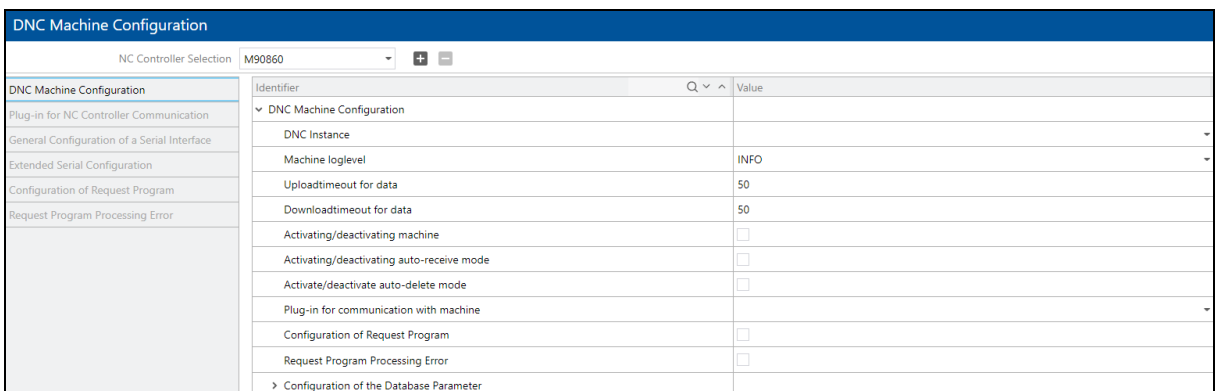 DNC Machine Configuration
NC Controller Selection M90860
DNC Machine Configuration
Plug-in for NC Controller Communication
General Configuration of a Serial Interface
Extended Serial Configuration
Configuration of Request Program
Request Program Processing Error
Identifier Value
DNC Machine Configuration
DNC Instance
Machine loglevel INFO
Uploadtimeout for data 50
Downloadtimeout for data 50
Activating/deactivating machine
Activating/deactivating auto-receive mode
Activate/deactivate auto-delete mode
Plug-in for communication with machine
Configuration of Request Program
Request Program Processing Error
Configuration of the Database Parameter